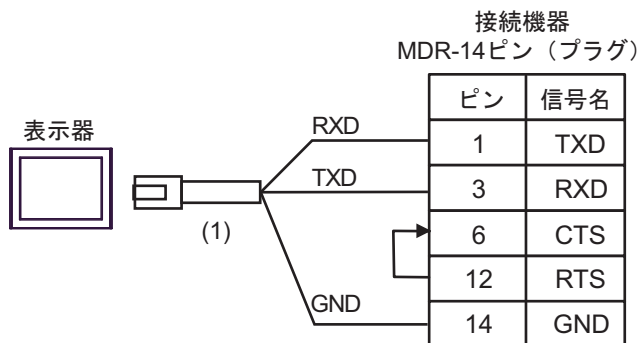 接続機器
MDR-14ピン（プラグ）
表示器
ピン 信号名
RXD
1 TXD
TXD
3 RXD
(1)
6 CTS
12 RTS
GND
14 GND